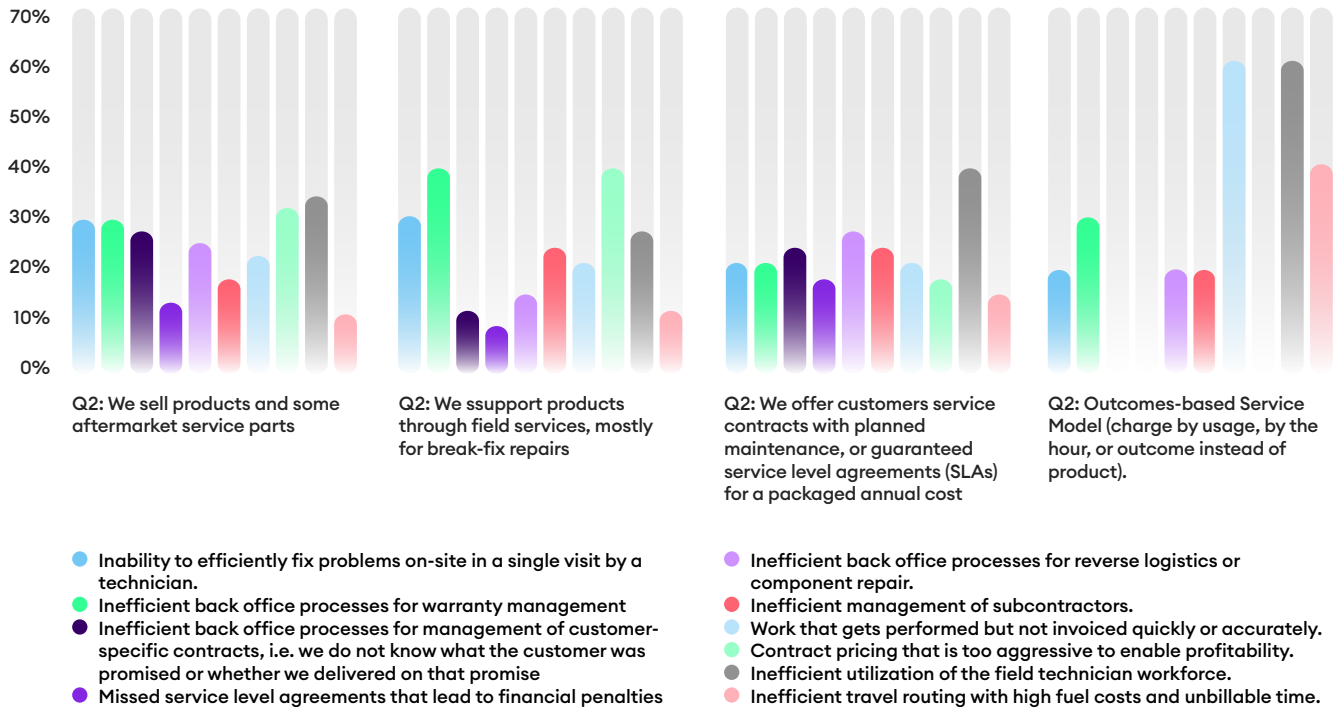 70%
60%
50%
40%
30%
20%
10%
0%
Q2: We sell products and some
aftermarket service parts
Q2: We ssupport products
through field services, mostly
for break-fix repairs
Q2: We offer customers service
contracts with planned
maintenance, or guaranteed
service level agreements (SLAs)
for a packaged annual cost
Q2: Outcomes-based Service
Model (charge by usage, by the
hour, or outcome instead of
product).
Inability to efficiently fix problems on-site in a single visit by a
technician.
Inefficient back office processes for warranty management
Inefficient back office processes for management of customer-
specific contracts, i.e. we do not know what the customer was
promised or whether we delivered on that promise
Missed service level agreements that lead to financial penalties
Inefficient back office processes for reverse logistics or
component repair.
Inefficient management of subcontractors.
Work that gets performed but not invoiced quickly or accurately.
Contract pricing that is too aggressive to enable profitability.
Inefficient utilization of the field technician workforce.
Inefficient travel routing with high fuel costs and unbillable time.